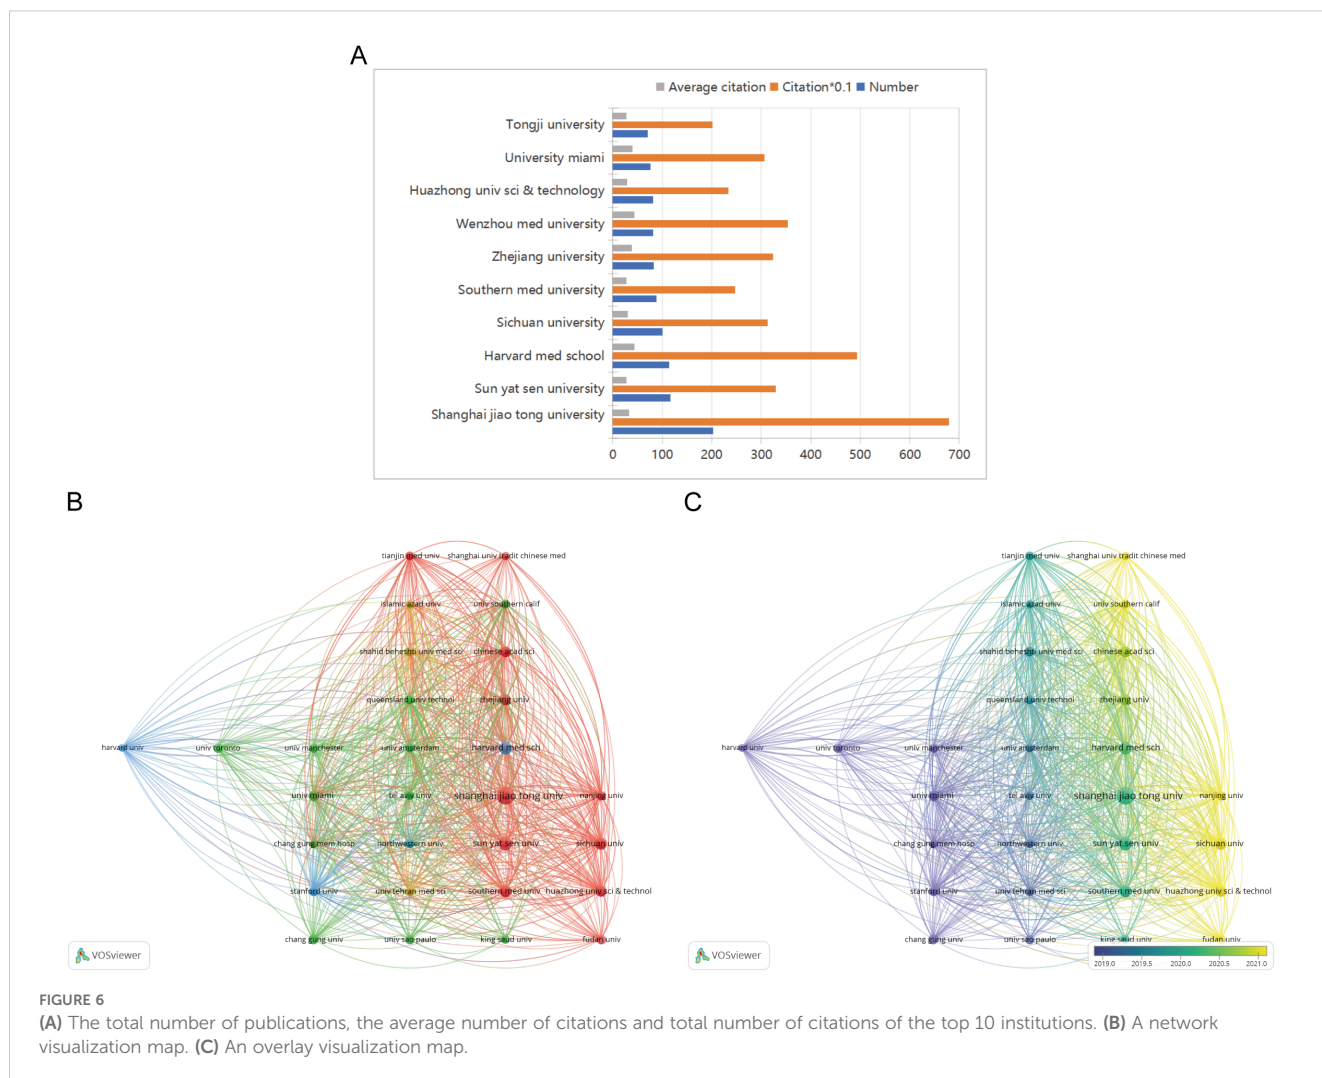 A
Average citation Citation*0.1 Number
Tongji university
University miami
Huazhong univ sci & technology
Wenzhou med university
Zhejiang university
Southern med university
Sichuan university
Harvard med school
Sun yat sen university
Shanghai jiao tong university
0 100 200 300 400 500 600 700
B
tianjin med univ shanghai univ tradit chinese med
islamic azad univ univ southern calif
shahid beheshti univ med sci chinese acad sci
queensland univ technol zhejiang univ
harvard univ univ toronto univ manchester univ amsterdam harvard med sch
univ miami tel aviv univ shanghai jiao tong univ nanjing univ
chang gung mem hosp northwestern univ sun yat sen univ sichuan univ
stanford univ univ tehran med sci southern med univ huazhong univ sci & technol
chang gung univ univ sao paulo king saud univ fudan univ
VOSviewer
C
tianjin med univ shanghai univ tradit chinese med
islamic azad univ univ southern calif
shahid beheshti univ med sci chinese acad sci
queensland univ technol zhejiang univ
harvard univ univ toronto univ manchester univ amsterdam harvard med sch
univ miami tel aviv univ shanghai jiao tong univ nanjing univ
chang gung mem hosp northwestern univ sun yat sen univ sichuan univ
stanford univ univ tehran med sci southern med univ huazhong univ sci & technol
chang gung univ univ sao paulo king saud univ fudan univ
VOSviewer
2019.0 2019.5 2020.0 2020.5 2021.0
FIGURE 6
(A) The total number of publications, the average number of citations and total number of citations of the top 10 institutions. (B) A network
visualization map. (C) An overlay visualization map.